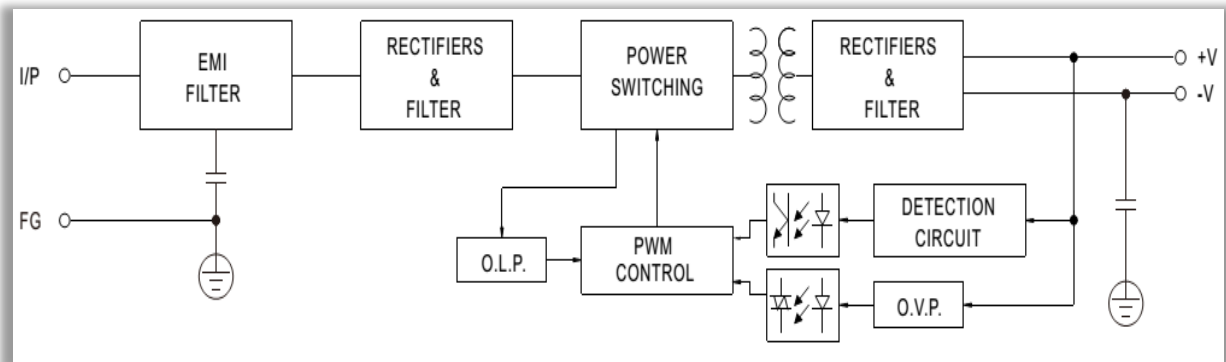 I/P
EMI
FILTER
RECTIFIERS
&
FILTER
POWER
SWITCHING
RECTIFIERS
&
FILTER
+V
-V
FG
O.L.P.
PWM
CONTROL
DETECTION
CIRCUIT
O.V.P.